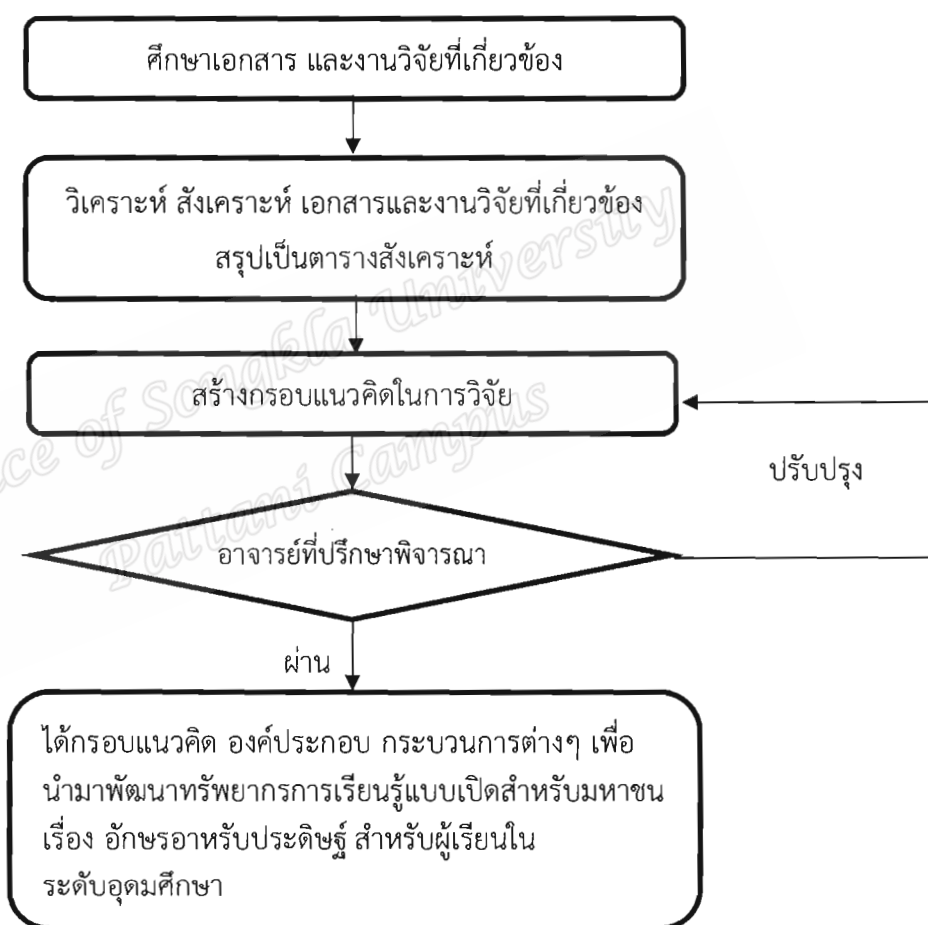 ศึกษาเอกสาร และงานวิจัยที่เกี่ยวข้อง
วิเคราะห์ สังเคราะห์ เอกสารและงานวิจัยที่เกี่ยวข้อง
สรุปเป็นตารางสังเคราะห์
สร้างกรอบแนวคิดในการวิจัย
ปรับปรุง
อาจารย์ที่ปรึกษาพิจารณา
ผ่าน
ได้กรอบแนวคิด องค์ประกอบ กระบวนการต่างๆ เพื่อ
นำมาพัฒนาทรัพยากรการเรียนรู้แบบเปิดสำหรับมหาชน
เรื่อง อักษรอาหรับประดิษฐ์ สำหรับผู้เรียนใน
ระดับอุดมศึกษา
of Songkla University
Pattani Campus